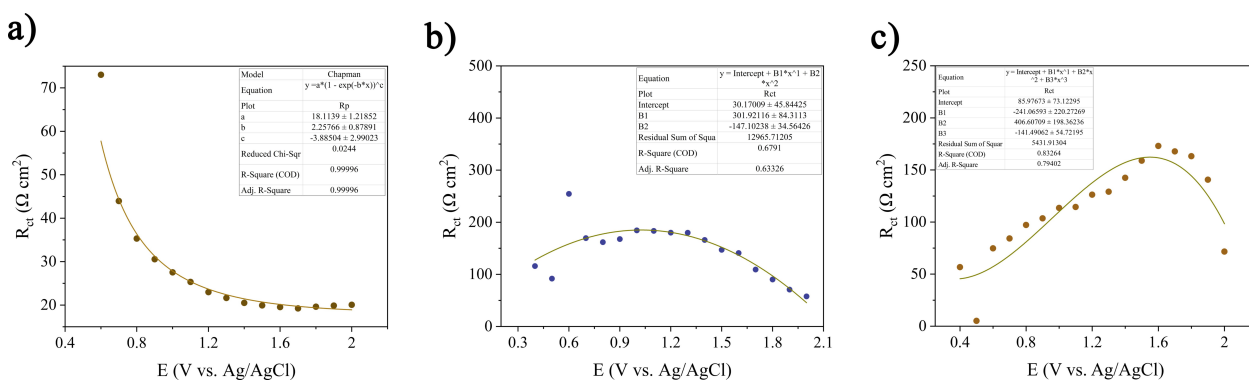 a)
R_ct (Ω cm²)
70
60
50
40
30
20
0.4 0.8 1.2 1.6 2
E (V vs. Ag/AgCl)
Model Chapman
Equation y =a*(1 - exp(-b*x))^c
Plot Rp
a 18.1139 ± 1.21852
b 2.25766 ± 0.87891
c -3.88504 ± 2.99023
Reduced Chi-Sqr 0.0244
R-Square (COD) 0.99996
Adj. R-Square 0.99996
b)
R_ct (Ω cm²)
500
400
300
200
100
0
0.3 0.6 0.9 1.2 1.5 1.8 2.1
E (V vs. Ag/AgCl)
Equation y = Intercept + B1*x^1 + B2
*x^2
Plot Rct
Intercept 30.17009 ± 45.84425
B1 301.92116 ± 84.3113
B2 -147.10238 ± 34.56426
Residual Sum of Squa 12965.71205
R-Square (COD) 0.6791
Adj. R-Square 0.63326
c)
R_ct (Ω cm²)
250
200
150
100
50
0
0.4 0.8 1.2 1.6 2
E (V vs. Ag/AgCl)
Equation y = Intercept + B1*x^1 + B2*x
^2 + B3*x^3
Plot Rct
Intercept 85.97673 ± 73.12295
B1 -241.06593 ± 220.27269
B2 406.60709 ± 198.36236
B3 -141.49062 ± 54.72195
Residual Sum of Squar 5431.91304
R-Square (COD) 0.83264
Adj. R-Square 0.79402